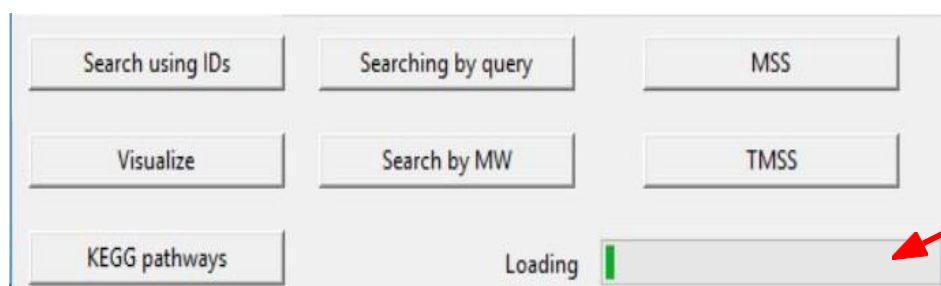 Search using IDs
Searching by query
MSS
Visualize
Search by MW
TMSS
KEGG pathways
Loading